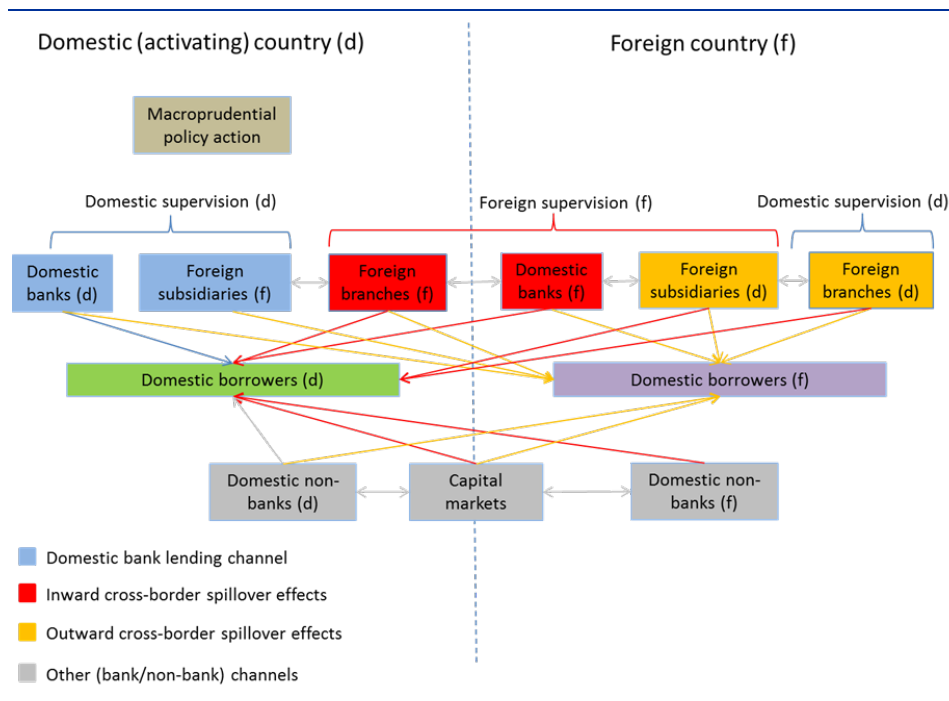 Domestic (activating) country (d)
Foreign country (f)
Macroprudential
policy action
Domestic supervision (d)
Foreign supervision (f)
Domestic supervision (d)
Domestic
banks (d)
Foreign
subsidiaries (f)
Foreign
branches (f)
Domestic
banks (f)
Foreign
subsidiaries (d)
Foreign
branches (d)
Domestic borrowers (d)
Domestic borrowers (f)
Domestic non-
banks (d)
Capital
markets
Domestic non-
banks (f)
Domestic bank lending channel
Inward cross-border spillover effects
Outward cross-border spillover effects
Other (bank/non-bank) channels